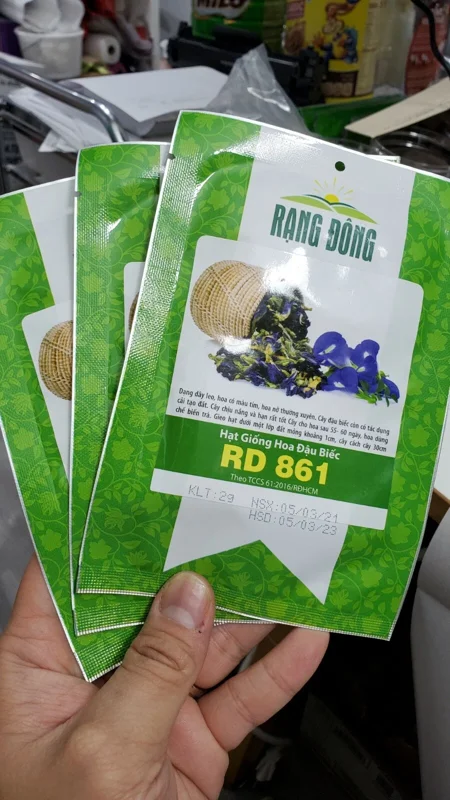 MILO
RẠNG ĐÔNG
Dạng dây leo, hoa có màu tím, hoa nở thường xuyên. Cây đậu biếc còn có tác dụng
cải tạo đất. Cây chịu nắng và hạn rất tốt Cây cho hoa sau 55- 60 ngày, hoa dùng
chế biến trà. Gieo hạt dưới một lớp đất mỏng khoảng 1cm, cây cách cây 30cm
Hạt Giống Hoa Đậu Biếc
RD 861
Theo TCCS 61:2016/RĐHCM
KLT:29 NSX:05/03/21
HSD:05/03/23